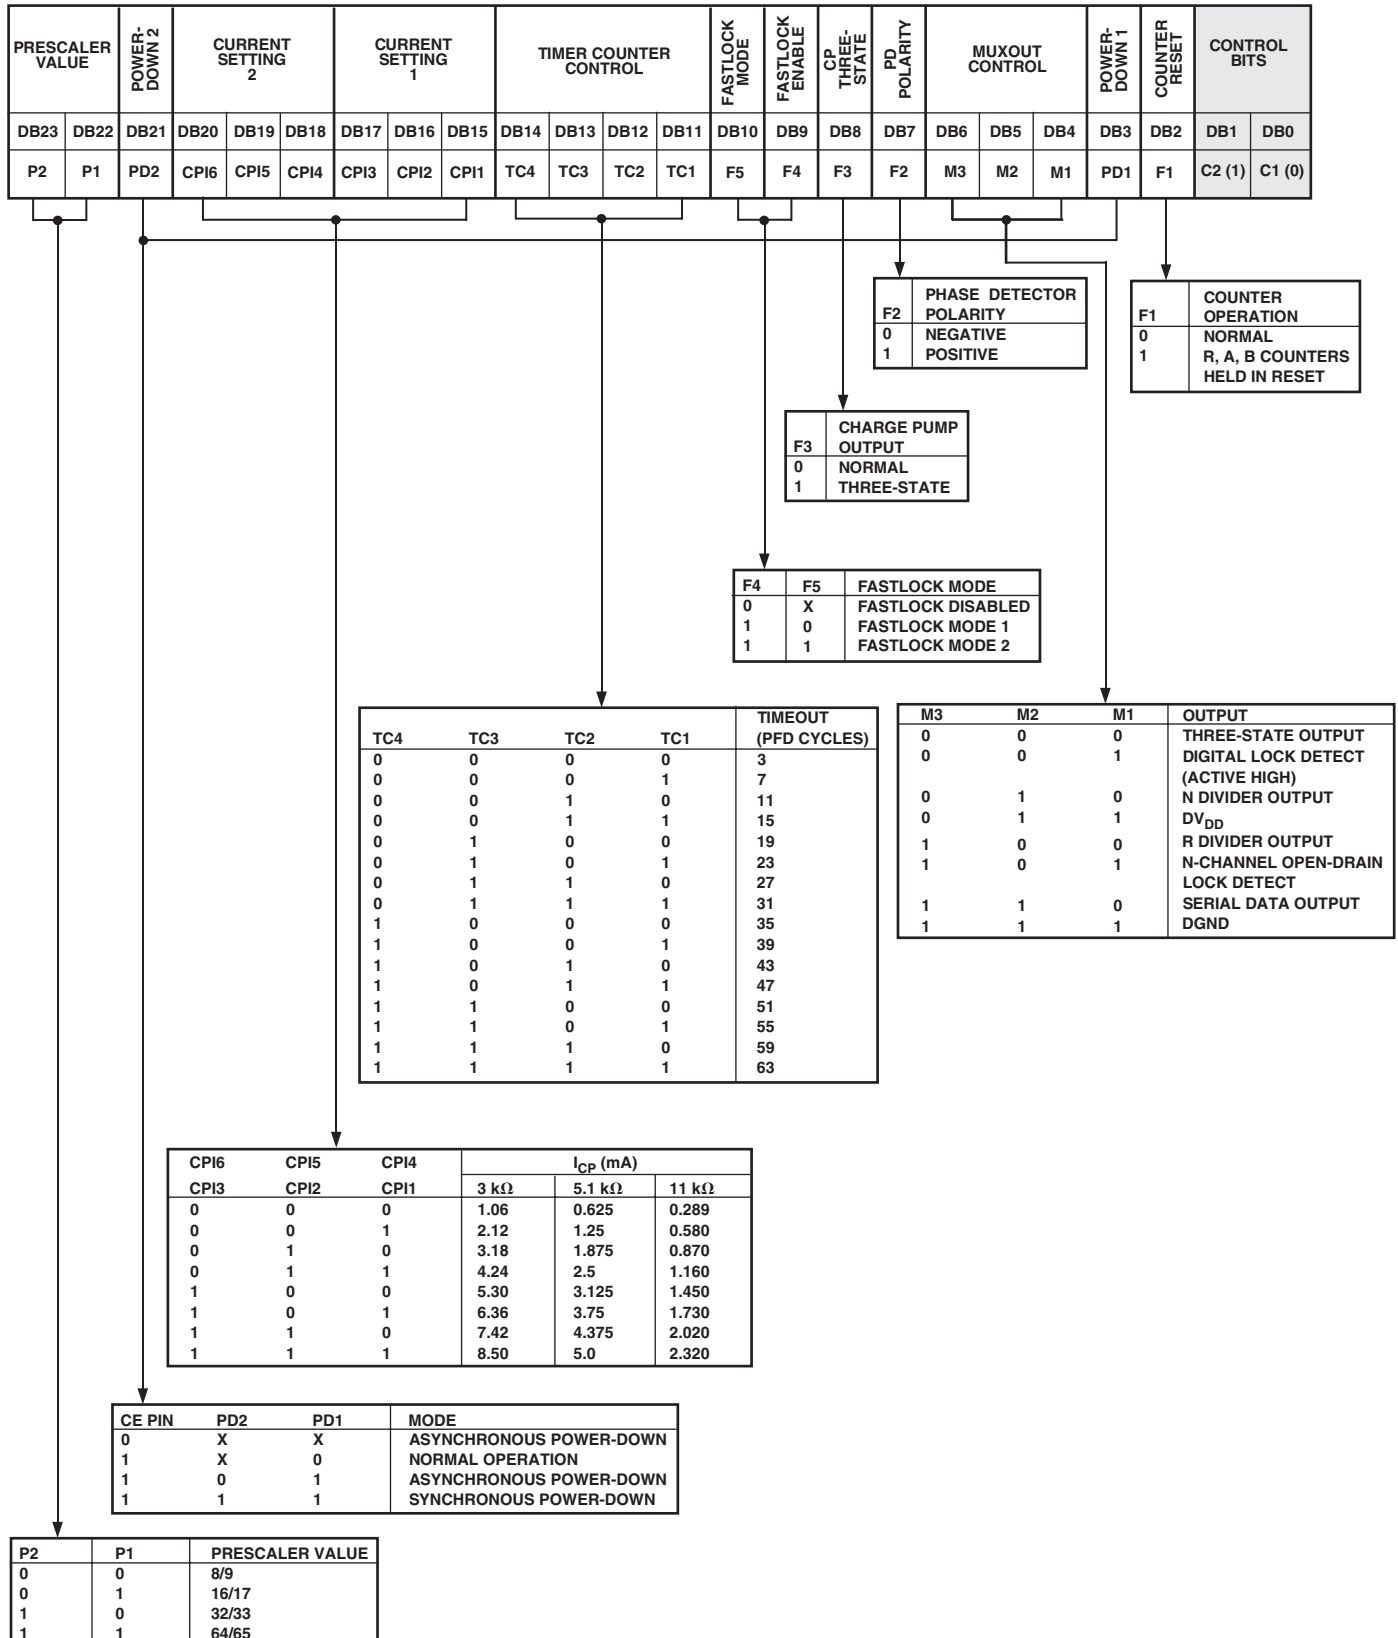 PRESCALER VALUE
POWER-DOWN 2
CURRENT SETTING 2
CURRENT SETTING 1
TIMER COUNTER CONTROL
FASTLOCK MODE
FASTLOCK ENABLE
CP THREE-STATE
PD POLARITY
MUXOUT CONTROL
POWER-DOWN 1
COUNTER RESET
CONTROL BITS
DB23 DB22 DB21 DB20 DB19 DB18 DB17 DB16 DB15 DB14 DB13 DB12 DB11 DB10 DB9 DB8 DB7 DB6 DB5 DB4 DB3 DB2 DB1 DB0
P2 P1 PD2 CPI6 CPI5 CPI4 CPI3 CPI2 CPI1 TC4 TC3 TC2 TC1 F5 F4 F3 F2 M3 M2 M1 PD1 F1 C2 (1) C1 (0)
PHASE DETECTOR
F2 POLARITY
0 NEGATIVE
1 POSITIVE
COUNTER
F1 OPERATION
0 NORMAL
1 R, A, B COUNTERS
HELD IN RESET
CHARGE PUMP
F3 OUTPUT
0 NORMAL
1 THREE-STATE
F4 F5 FASTLOCK MODE
0 X FASTLOCK DISABLED
1 0 FASTLOCK MODE 1
1 1 FASTLOCK MODE 2
TIMEOUT
TC4 TC3 TC2 TC1 (PFD CYCLES)
0 0 0 0 3
0 0 0 1 7
0 0 1 0 11
0 0 1 1 15
0 1 0 0 19
0 1 0 1 23
0 1 1 0 27
0 1 1 1 31
1 0 0 0 35
1 0 0 1 39
1 0 1 0 43
1 0 1 1 47
1 1 0 0 51
1 1 0 1 55
1 1 1 0 59
1 1 1 1 63
M3 M2 M1 OUTPUT
0 0 0 THREE-STATE OUTPUT
0 0 1 DIGITAL LOCK DETECT
(ACTIVE HIGH)
0 1 0 N DIVIDER OUTPUT
0 1 1 DVDD
1 0 0 R DIVIDER OUTPUT
1 0 1 N-CHANNEL OPEN-DRAIN
LOCK DETECT
1 1 0 SERIAL DATA OUTPUT
1 1 1 DGND
CPI6 CPI5 CPI4 ICP (mA)
CPI3 CPI2 CPI1 3 kΩ 5.1 kΩ 11 kΩ
0 0 0 1.06 0.625 0.289
0 0 1 2.12 1.25 0.580
0 1 0 3.18 1.875 0.870
0 1 1 4.24 2.5 1.160
1 0 0 5.30 3.125 1.450
1 0 1 6.36 3.75 1.730
1 1 0 7.42 4.375 2.020
1 1 1 8.50 5.0 2.320
CE PIN PD2 PD1 MODE
0 X X ASYNCHRONOUS POWER-DOWN
1 X 0 NORMAL OPERATION
1 0 1 ASYNCHRONOUS POWER-DOWN
1 1 1 SYNCHRONOUS POWER-DOWN
P2 P1 PRESCALER VALUE
0 0 8/9
0 1 16/17
1 0 32/33
1 1 64/65